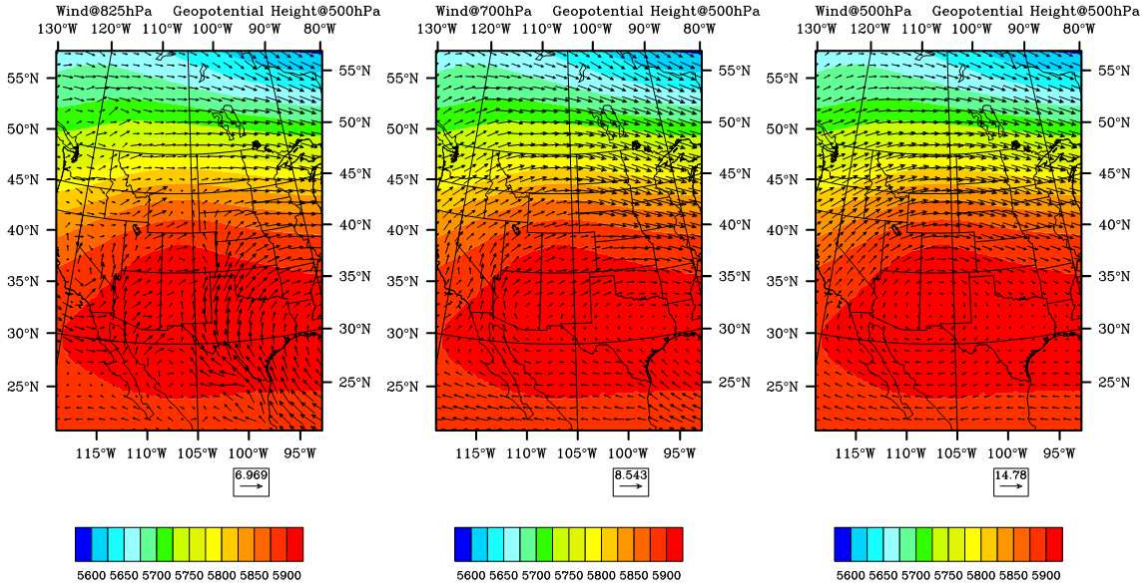 Wind@825hPa Geopotential Height@500hPa
130°W 120°W 110°W 100°W 90°W 80°W
55°N 55°N
50°N 50°N
45°N 45°N
40°N 40°N
35°N 35°N
30°N 30°N
25°N 25°N
115°W 110°W 105°W 100°W 95°W
6.969
5600 5650 5700 5750 5800 5850 5900
Wind@700hPa Geopotential Height@500hPa
130°W 120°W 110°W 100°W 90°W 80°W
55°N 55°N
50°N 50°N
45°N 45°N
40°N 40°N
35°N 35°N
30°N 30°N
25°N 25°N
115°W 110°W 105°W 100°W 95°W
8.543
5600 5650 5700 5750 5800 5850 5900
Wind@500hPa Geopotential Height@500hPa
130°W 120°W 110°W 100°W 90°W 80°W
55°N 55°N
50°N 50°N
45°N 45°N
40°N 40°N
35°N 35°N
30°N 30°N
25°N 25°N
115°W 110°W 105°W 100°W 95°W
14.78
5600 5650 5700 5750 5800 5850 5900